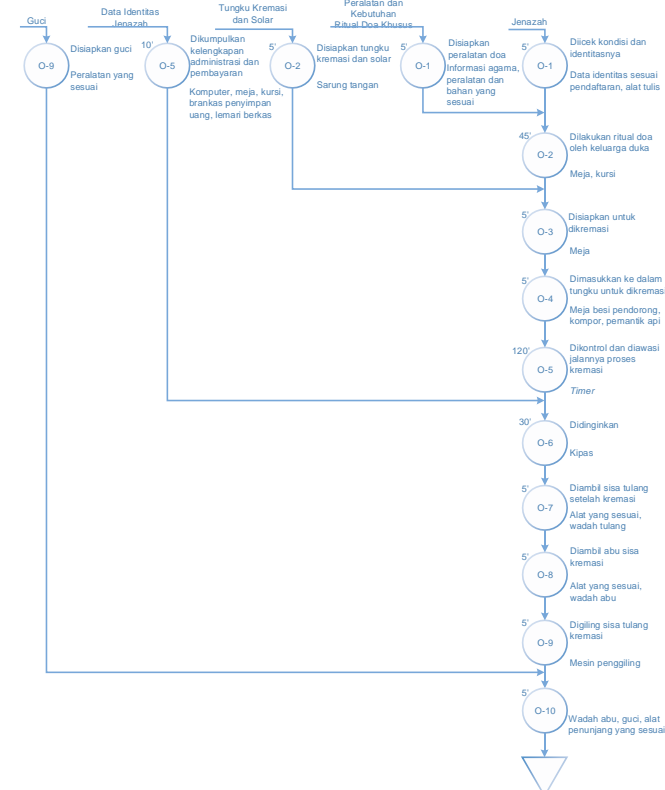 Guci
Data Identitas
Jenazah
Tungku Kremasi
dan Solar
Peralatan dan
Kebutuhan
Ritual Doa Khusus
Jenazah
O-9
Disiapkan guci
Peralatan yang
sesuai
10'
O-5
Dikumpulkan
kelengkapan
administrasi dan
pembayaran
Komputer, meja, kursi,
brankas penyimpan
uang, lemari berkas
5'
O-2
Disiapkan tungku
kremasi dan solar
Sarung tangan
5'
O-1
Disiapkan
peralatan doa
Informasi agama,
peralatan dan
bahan yang
sesuai
5'
O-1
Diicek kondisi dan
identitasnya
Data identitas sesuai
pendaftaran, alat tulis
45'
O-2
Dilakukan ritual doa
oleh keluarga duka
Meja, kursi
5'
O-3
Disiapkan untuk
dikremasi
Meja
5'
O-4
Dimasukkan ke dalam
tungku untuk dikremasi
Meja besi pendorong,
kompor, pemantik api
120'
O-5
Dikontrol dan diawasi
jalannya proses
kremasi
Timer
30'
O-6
Didinginkan
Kipas
5'
O-7
Diambil sisa tulang
setelah kremasi
Alat yang sesuai,
wadah tulang
5'
O-8
Diambil abu sisa
kremasi
Alat yang sesuai,
wadah abu
5'
O-9
Digiling sisa tulang
kremasi
Mesin penggiling
5'
O-10
Wadah abu, guci, alat
penunjang yang sesuai